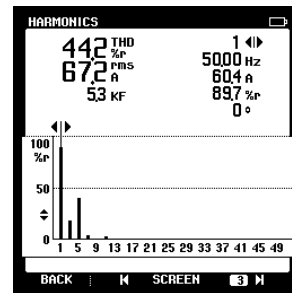 HARMONICS
44,2 THD %r
67,2 rms A
5,3 KF
1
50,00 Hz
60,4 A
89,7 %r
0 °
100
%r
50
0
1 5 9 13 17 21 25 29 33 37 41 45 49
BACK SCREEN 3